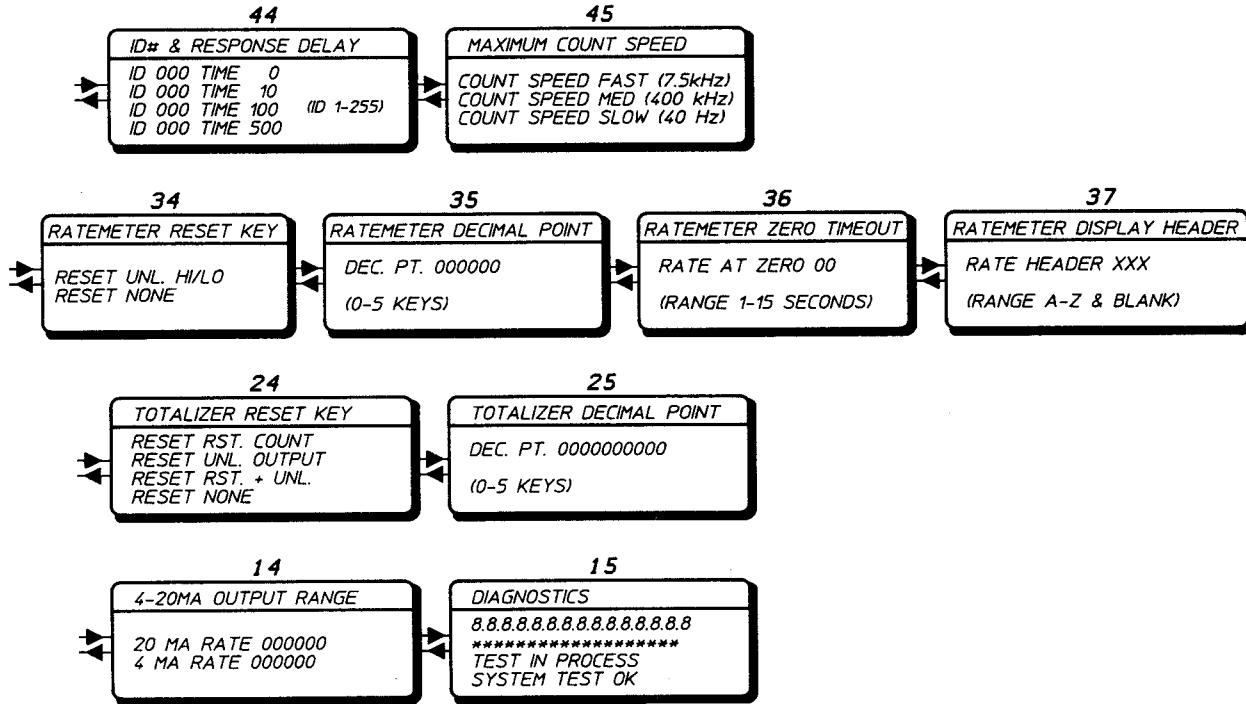 44
ID# & RESPONSE DELAY
ID 000 TIME 0
ID 000 TIME 10
ID 000 TIME 100 (ID 1-255)
ID 000 TIME 500
45
MAXIMUM COUNT SPEED
COUNT SPEED FAST (7.5kHz)
COUNT SPEED MED (400 kHz)
COUNT SPEED SLOW (40 Hz)
34
RATEMETER RESET KEY
RESET UNL. HI/LO
RESET NONE
35
RATEMETER DECIMAL POINT
DEC. PT. 000000
(0-5 KEYS)
36
RATEMETER ZERO TIMEOUT
RATE AT ZERO 00
(RANGE 1-15 SECONDS)
37
RATEMETER DISPLAY HEADER
RATE HEADER XXX
(RANGE A-Z & BLANK)
24
TOTALIZER RESET KEY
RESET RST. COUNT
RESET UNL. OUTPUT
RESET RST. + UNL.
RESET NONE
25
TOTALIZER DECIMAL POINT
DEC. PT. 0000000000
(0-5 KEYS)
14
4-20MA OUTPUT RANGE
20 MA RATE 000000
4 MA RATE 000000
15
DIAGNOSTICS
8.8.8.8.8.8.8.8.8.8.8.8.8.8.8
******************
TEST IN PROCESS
SYSTEM TEST OK